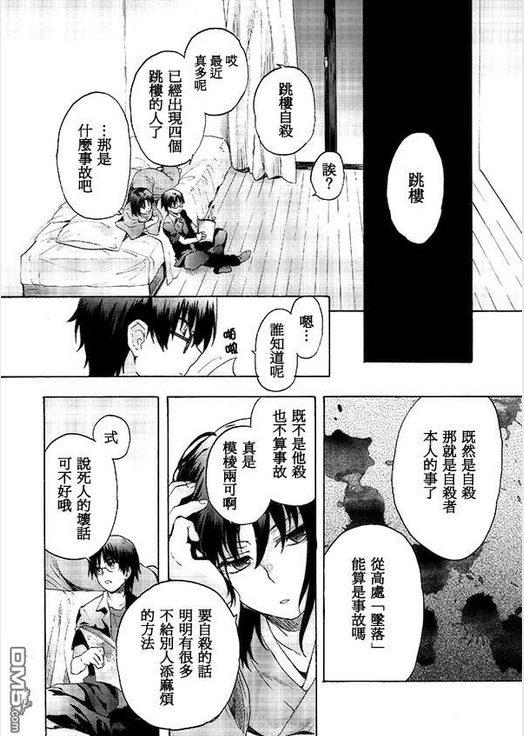 跳樓
誒?
跳樓自殺
哎
最近
真多呢
已經出現四個
跳樓的人了
…那是
什麼事故吧
嗯…
誰知道呢
啪
啦
既然是自殺
那就是自殺者
本人的事了
從高處「墜落」
能算是事故嗎
既不是他殺
也不算事故
真是
模棱兩可啊
要自殺的話
明明有很多
不給別人添麻煩
的方法
式
說死人的壞話
可不好哦
DM5.com